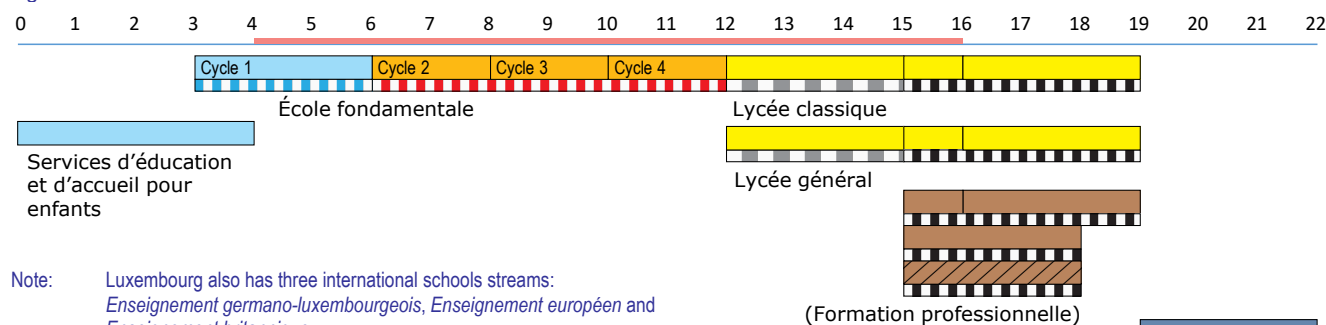 0 1 2 3 4 5 6 7 8 9 10 11 12 13 14 15 16 17 18 19 20 21 22
Cycle 1 Cycle 2 Cycle 3 Cycle 4
École fondamentale
Lycée classique
Services d'éducation
et d'accueil pour
enfants
Lycée général
Note: Luxembourg also has three international schools streams:
Enseignement germano-luxembourgeois, Enseignement européen and
(Formation professionnelle)